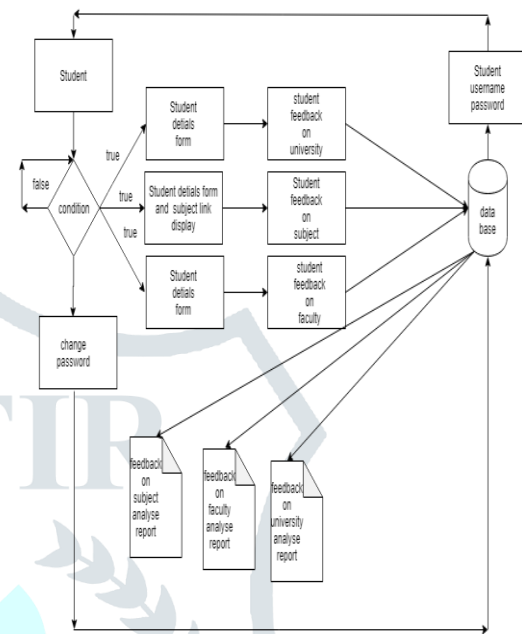 Student
Student
detials
form
student
feedback
on
university
Student
username
password
true
false
condition
true
true
Student detials form
and subject link
display
Student
feedback
on
subject
data
base
Student
detials
form
student
feedback
on
faculty
change
password
feedback
on
subject
analyse
report
feedback
on
faculty
analyse
report
feedback
on
university
analyse
report
TIR